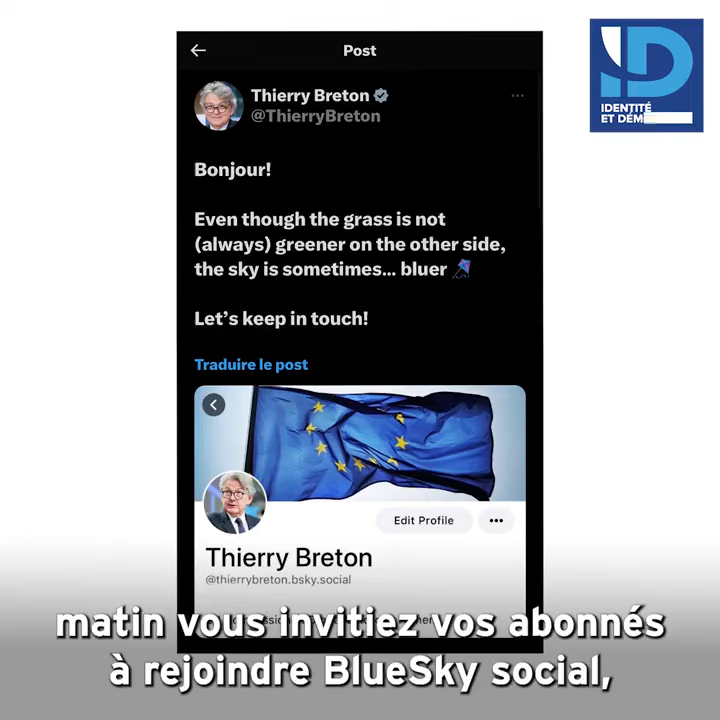 Post
Thierry Breton
@ThierryBreton
Bonjour!
Even though the grass is not
(always) greener on the other side,
the sky is sometimes... bluer
Let’s keep in touch!
Traduire le post
Edit Profile
Thierry Breton
@thierrybreton.bsky.social
matin vous invitiez vos abonnés
à rejoindre BlueSky social,
ID
IDENTITÉ
ET DÉM